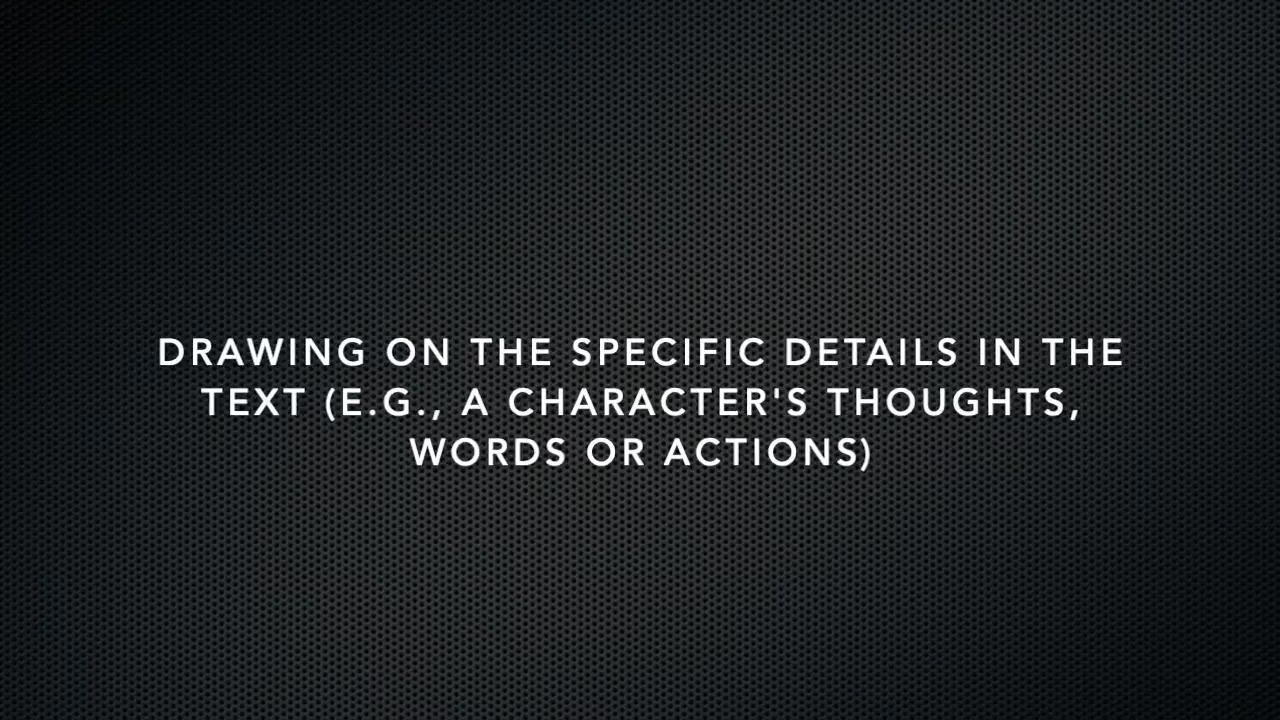 DRAWING ON THE SPECIFIC DETAILS IN THE
TEXT (E.G., A CHARACTER'S THOUGHTS,
WORDS OR ACTIONS)